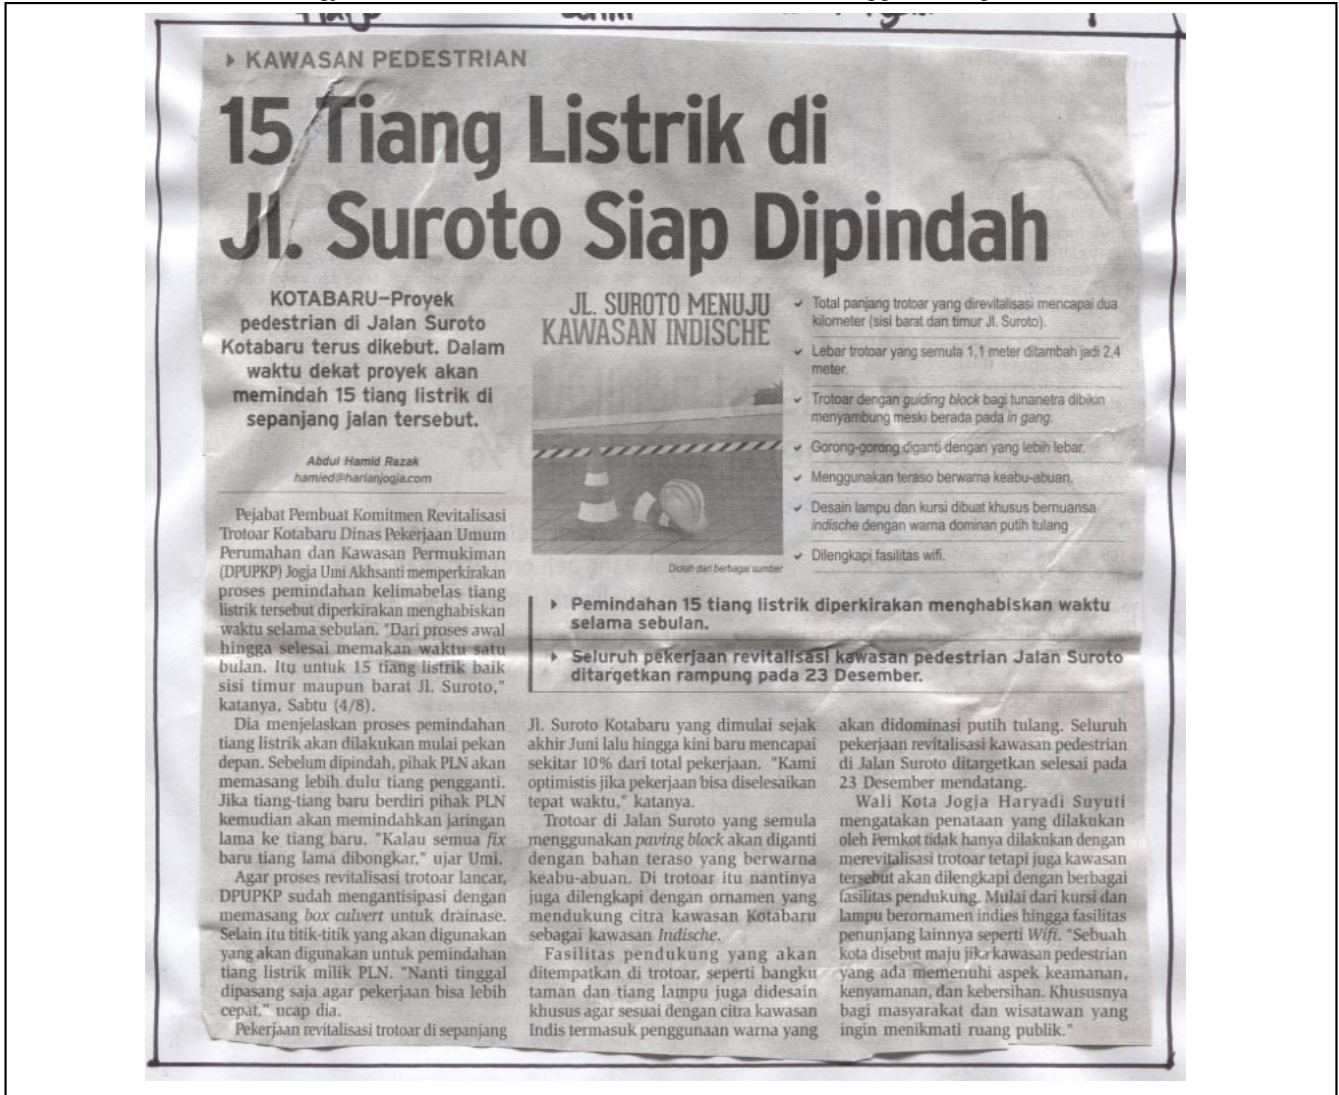 KAWASAN PEDESTRIAN
15 Tiang Listrik di
Jl. Suroto Siap Dipindah
KOTABARU—Proyek
pedestrian di Jalan Suroto
Kotabaru terus dikebut. Dalam
waktu dekat proyek akan
memindah 15 tiang listrik di
sepanjang jalan tersebut.
Abdul Hamid Razak
hamied@harianjogja.com
Pejabat Pembuat Komitmen Revitalisasi
Trotoar Kotabaru Dinas Pekerjaan Umum
Perumahan dan Kawasan Permukiman
(DPUPKP) Jogja Umi Akhsanti memperkirakan
proses pemindahan kelimabelas tiang
listrik tersebut diperkirakan menghabiskan
waktu selama sebulan. "Dari proses awal
hingga selesai memakan waktu satu
bulan. Itu untuk 15 tiang listrik baik
sisi timur maupun barat Jl. Suroto,"
katanya, Sabtu (4/8).
Dia menjelaskan proses pemindahan
tiang listrik akan dilakukan mulai pekan
depan. Sebelum dipindah, pihak PLN akan
memasang lebih dulu tiang pengganti.
Jika tiang-tiang baru berdiri pihak PLN
kemudian akan memindahkan jaringan
lama ke tiang baru. "Kalau semua fix
baru tiang lama dibongkar," ujar Umi.
Agar proses revitalisasi trotoar lancar,
DPUPKP sudah mengantisipasi dengan
memasang box culvert untuk drainase.
Selain itu titik-titik yang akan digunakan
yang akan digunakan untuk pemindahan
tiang listrik milik PLN. "Nanti tinggal
dipasang saja agar pekerjaan bisa lebih
cepat," ucap dia.
Pekerjaan revitalisasi trotoar di sepanjang
JL. SUROTO MENUJU
KAWASAN INDISCHE
Diolah dari berbagai sumber
Total panjang trotoar yang direvitalisasi mencapai dua
kilometer (sisi barat dan timur Jl. Suroto).
Lebar trotoar yang semula 1,1 meter ditambah jadi 2,4
meter.
Trotoar dengan guiding block bagi tunanetra dibikin
menyambung meski berada pada in gang.
Gorong-gorong diganti dengan yang lebih lebar.
Menggunakan teraso berwarna keabu-abuan.
Desain lampu dan kursi dibuat khusus bernuansa
indische dengan warna dominan putih tulang
Dilengkapi fasilitas wifi.
Pemindahan 15 tiang listrik diperkirakan menghabiskan waktu
selama sebulan.
Seluruh pekerjaan revitalisasi kawasan pedestrian Jalan Suroto
ditargetkan rampung pada 23 Desember.
Jl. Suroto Kotabaru yang dimulai sejak
akhir Juni lalu hingga kini baru mencapai
sekitar 10% dari total pekerjaan. "Kami
optimistis jika pekerjaan bisa diselesaikan
tepat waktu," katanya.
Trotoar di Jalan Suroto yang semula
menggunakan paving block akan diganti
dengan bahan teraso yang berwarna
keabu-abuan. Di trotoar itu nantinya
juga dilengkapi dengan ornamen yang
mendukung citra kawasan Kotabaru
sebagai kawasan Indische.
Fasilitas pendukung yang akan
ditempatkan di trotoar, seperti bangku
taman dan tiang lampu juga didesain
khusus agar sesuai dengan citra kawasan
Indis termasuk penggunaan warna yang
akan didominasi putih tulang. Seluruh
pekerjaan revitalisasi kawasan pedestrian
di Jalan Suroto ditargetkan selesai pada
23 Desember mendatang.
Wali Kota Jogja Haryadi Suyuti
mengatakan penataan yang dilakukan
oleh Pemkot tidak hanya dilakukan dengan
merevitalisasi trotoar tetapi juga kawasan
tersebut akan dilengkapi dengan berbagai
fasilitas pendukung. Mulai dari kursi dan
lampu berornamen indies hingga fasilitas
penunjang lainnya seperti Wifi. "Sebuah
kota disebut maju jika kawasan pedestrian
yang ada memenuhi aspek keamanan,
kenyamanan, dan kebersihan. Khususnya
bagi masyarakat dan wisatawan yang
ingin menikmati ruang publik."